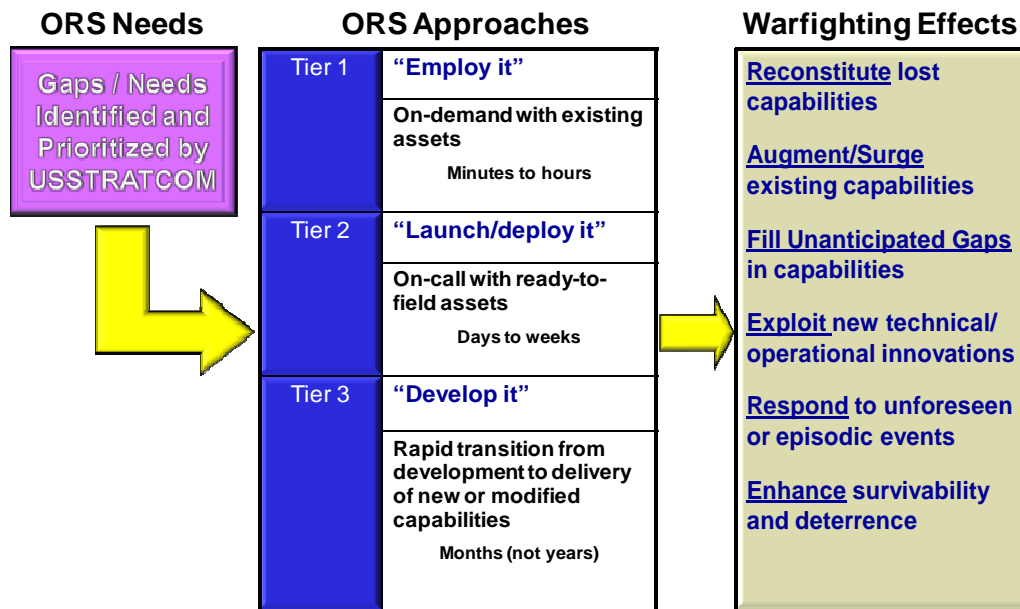 ORS Needs
Gaps / Needs
Identified and
Prioritized by
USSTRATCOM
ORS Approaches
Tier 1
“Employ it”
On-demand with existing
assets
Minutes to hours
Tier 2
“Launch/deploy it”
On-call with ready-to-
field assets
Days to weeks
Tier 3
“Develop it”
Rapid transition from
development to delivery
of new or modified
capabilities
Months (not years)
Warfighting Effects
Reconstitute lost
capabilities
Augment/Surge
existing capabilities
Fill Unanticipated Gaps
in capabilities
Exploit new technical/
operational innovations
Respond to unforeseen
or episodic events
Enhance survivability
and deterrence